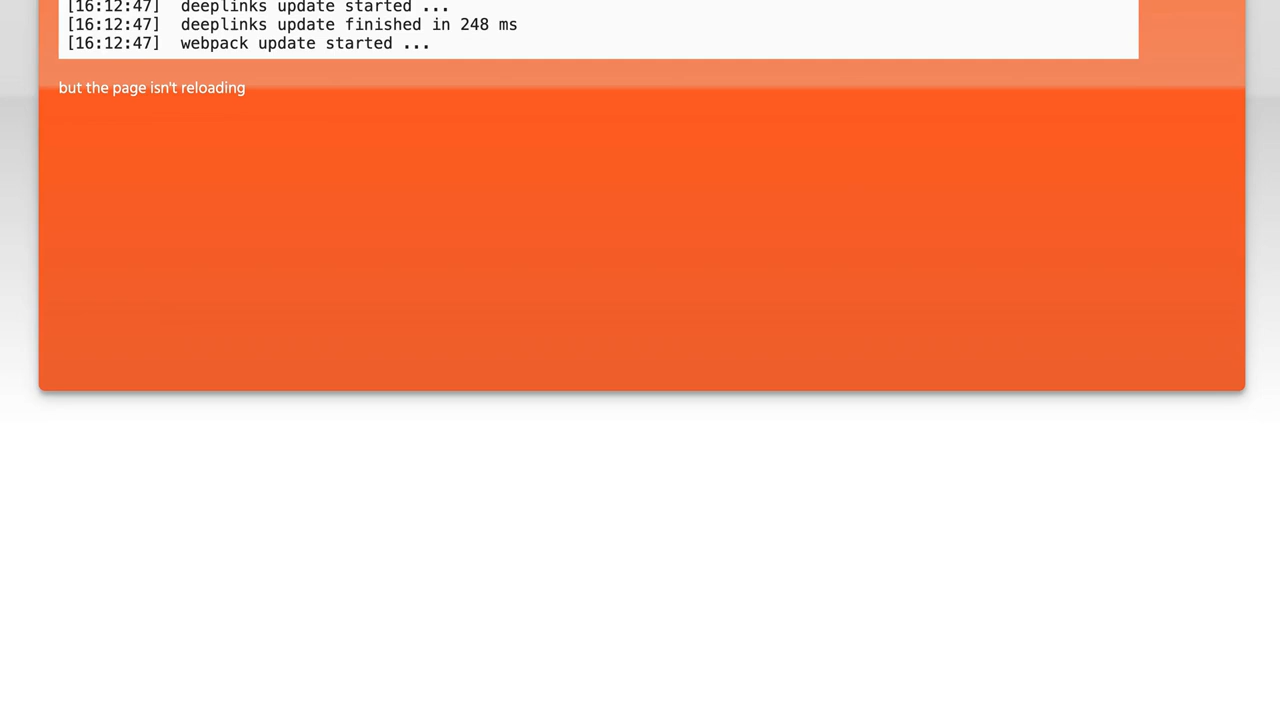 [16:12:47]  deeplinks update started ...
[16:12:47]  deeplinks update finished in 248 ms
[16:12:47]  webpack update started ...
but the page isn't reloading